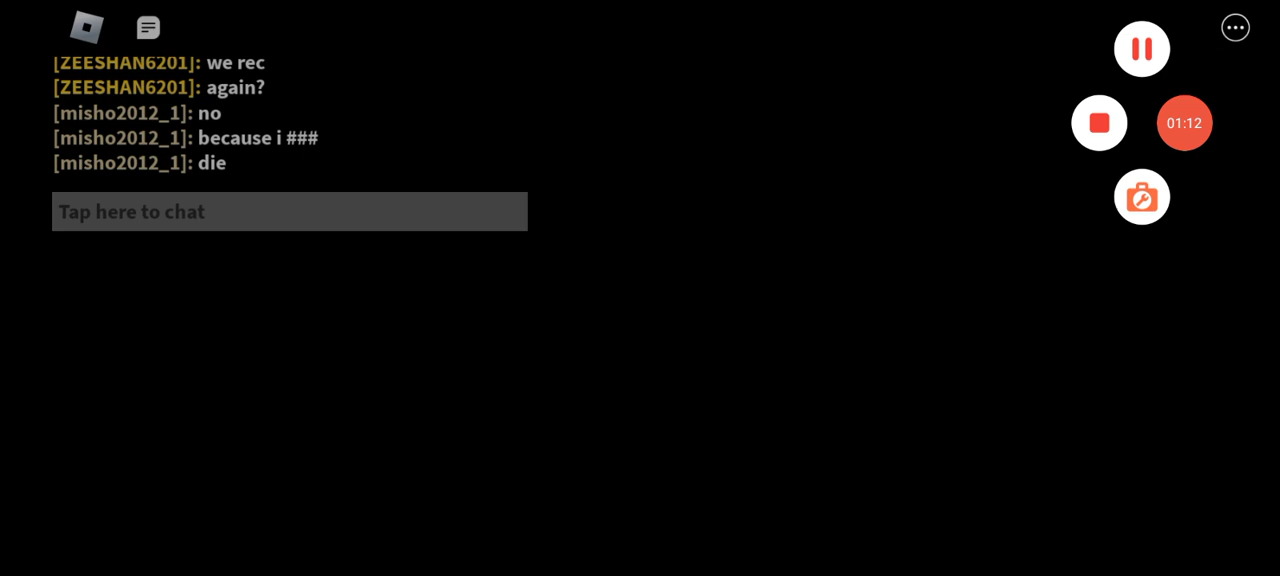 [ZEESHAN6201]: we rec
[ZEESHAN6201]: again?
[misho2012_1]: no
[misho2012_1]: because i ###
[misho2012_1]: die
Tap here to chat
01:12